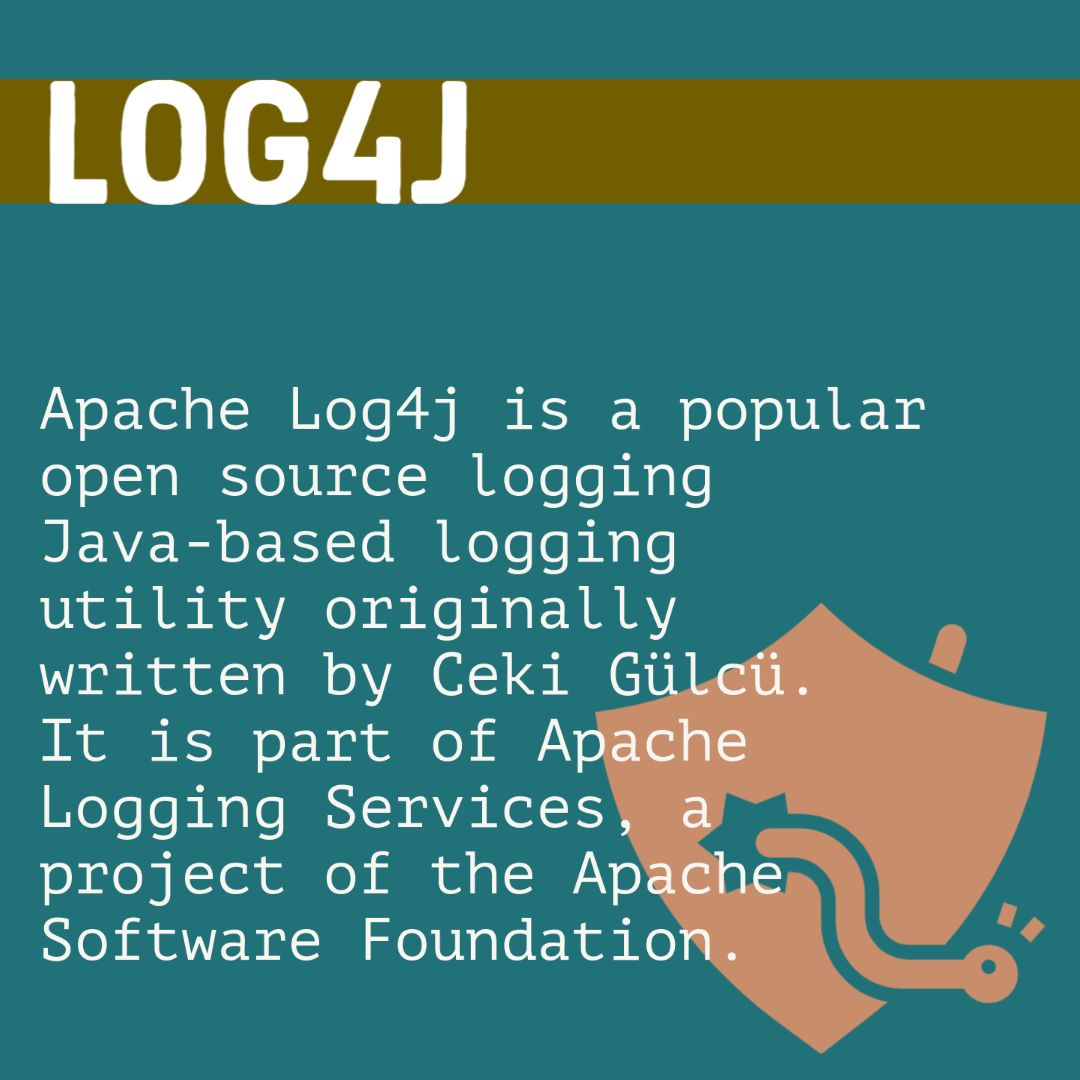 LOG4J
Apache Log4j is a popular
open source logging
Java-based logging
utility originally
written by Ceki Gülcü.
It is part of Apache
Logging Services, a
project of the Apache
Software Foundation.